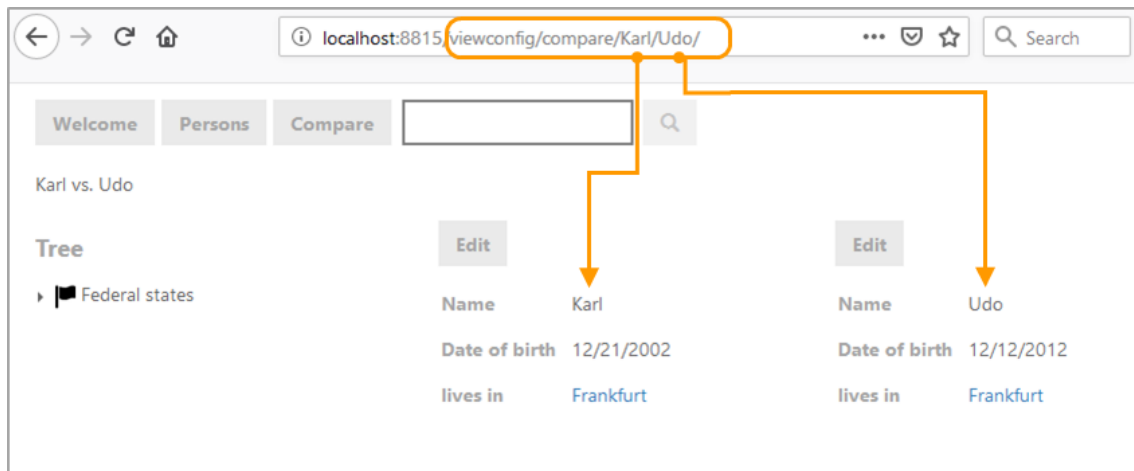 localhost:8815/viewconfig/compare/Karl/Udo/ Search
Welcome Persons Compare
Karl vs. Udo
Tree Edit Edit
Federal states
Name Karl Name Udo
Date of birth 12/21/2002 Date of birth 12/12/2012
lives in Frankfurt lives in Frankfurt